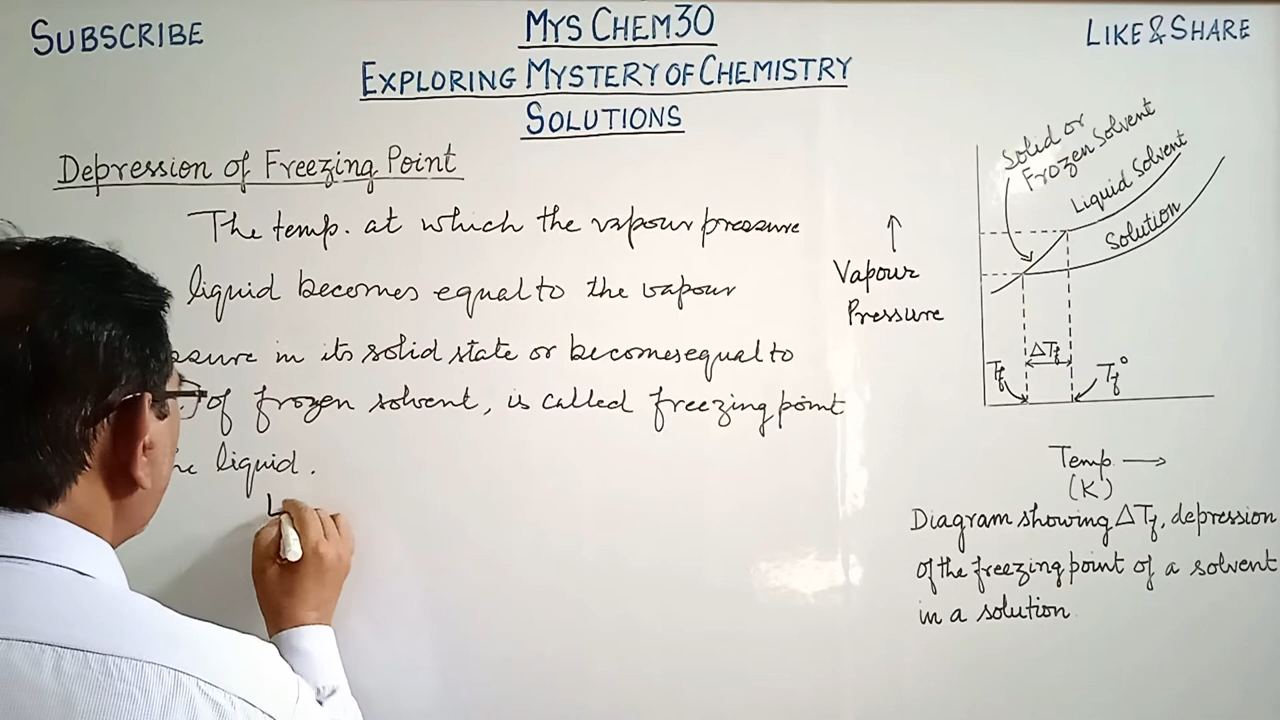 SUBSCRIBE
MYS CHEM30
LIKE & SHARE
EXPLORING MYSTERY OF CHEMISTRY
SOLUTIONS
Depression of Freezing Point
The temp. at which the vapour pressure
liquid becomes equal to the vapour
ssure in its solid state or becomes equal to
of frozen solvent, is called freezing point
liquid.
L
Solid or
Frozen Solvent
Liquid Solvent
Solution
↑
Vapour
Pressure
ΔTf
Tf
Tf°
Temp →
(K)
Diagram showing ΔTf, depression
of the freezing point of a solvent
in a solution